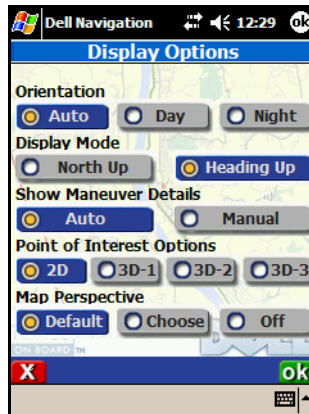 Dell Navigation 12:29 ok
Display Options
Orientation
Auto Day Night
Display Mode
North Up Heading Up
Show Maneuver Details
Auto Manual
Point of Interest Options
2D 3D-1 3D-2 3D-3
Map Perspective
Default Choose Off
ON BOARD TM
X ok